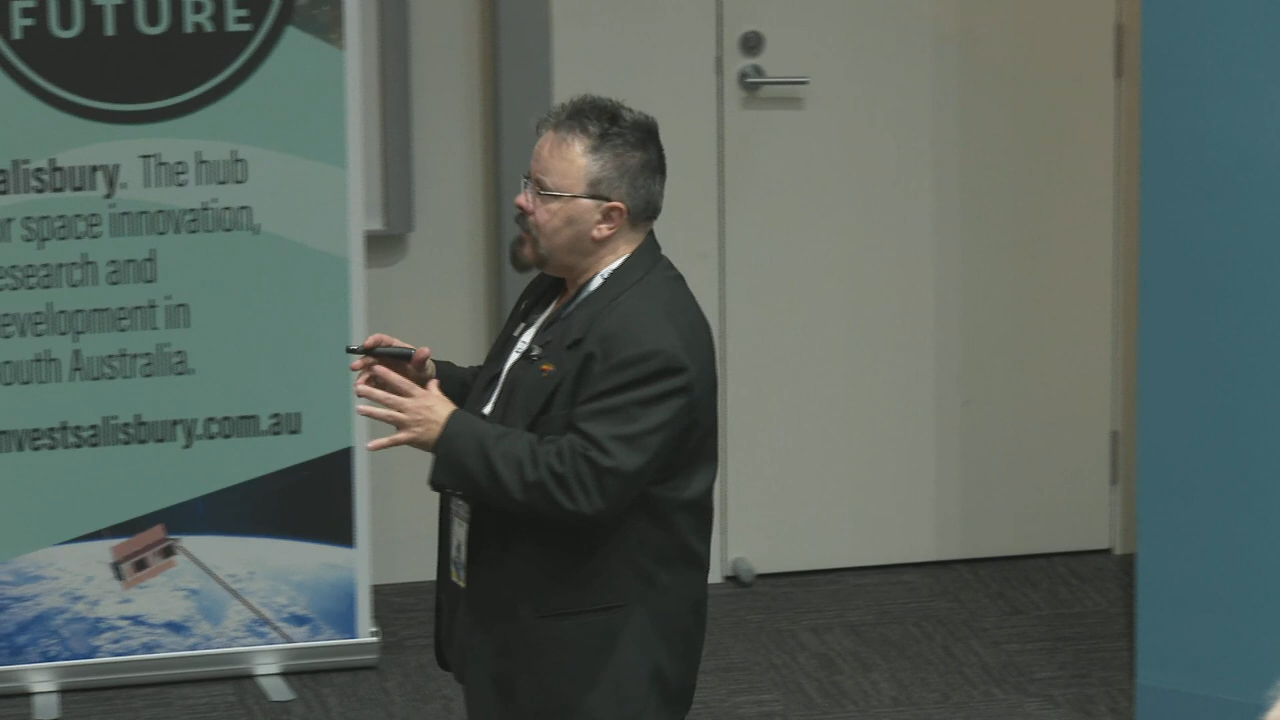 FUTURE
alisbury. The hub
r space innovation,
esearch and
evelopment in
outh Australia.
nvestsalisbury.com.au